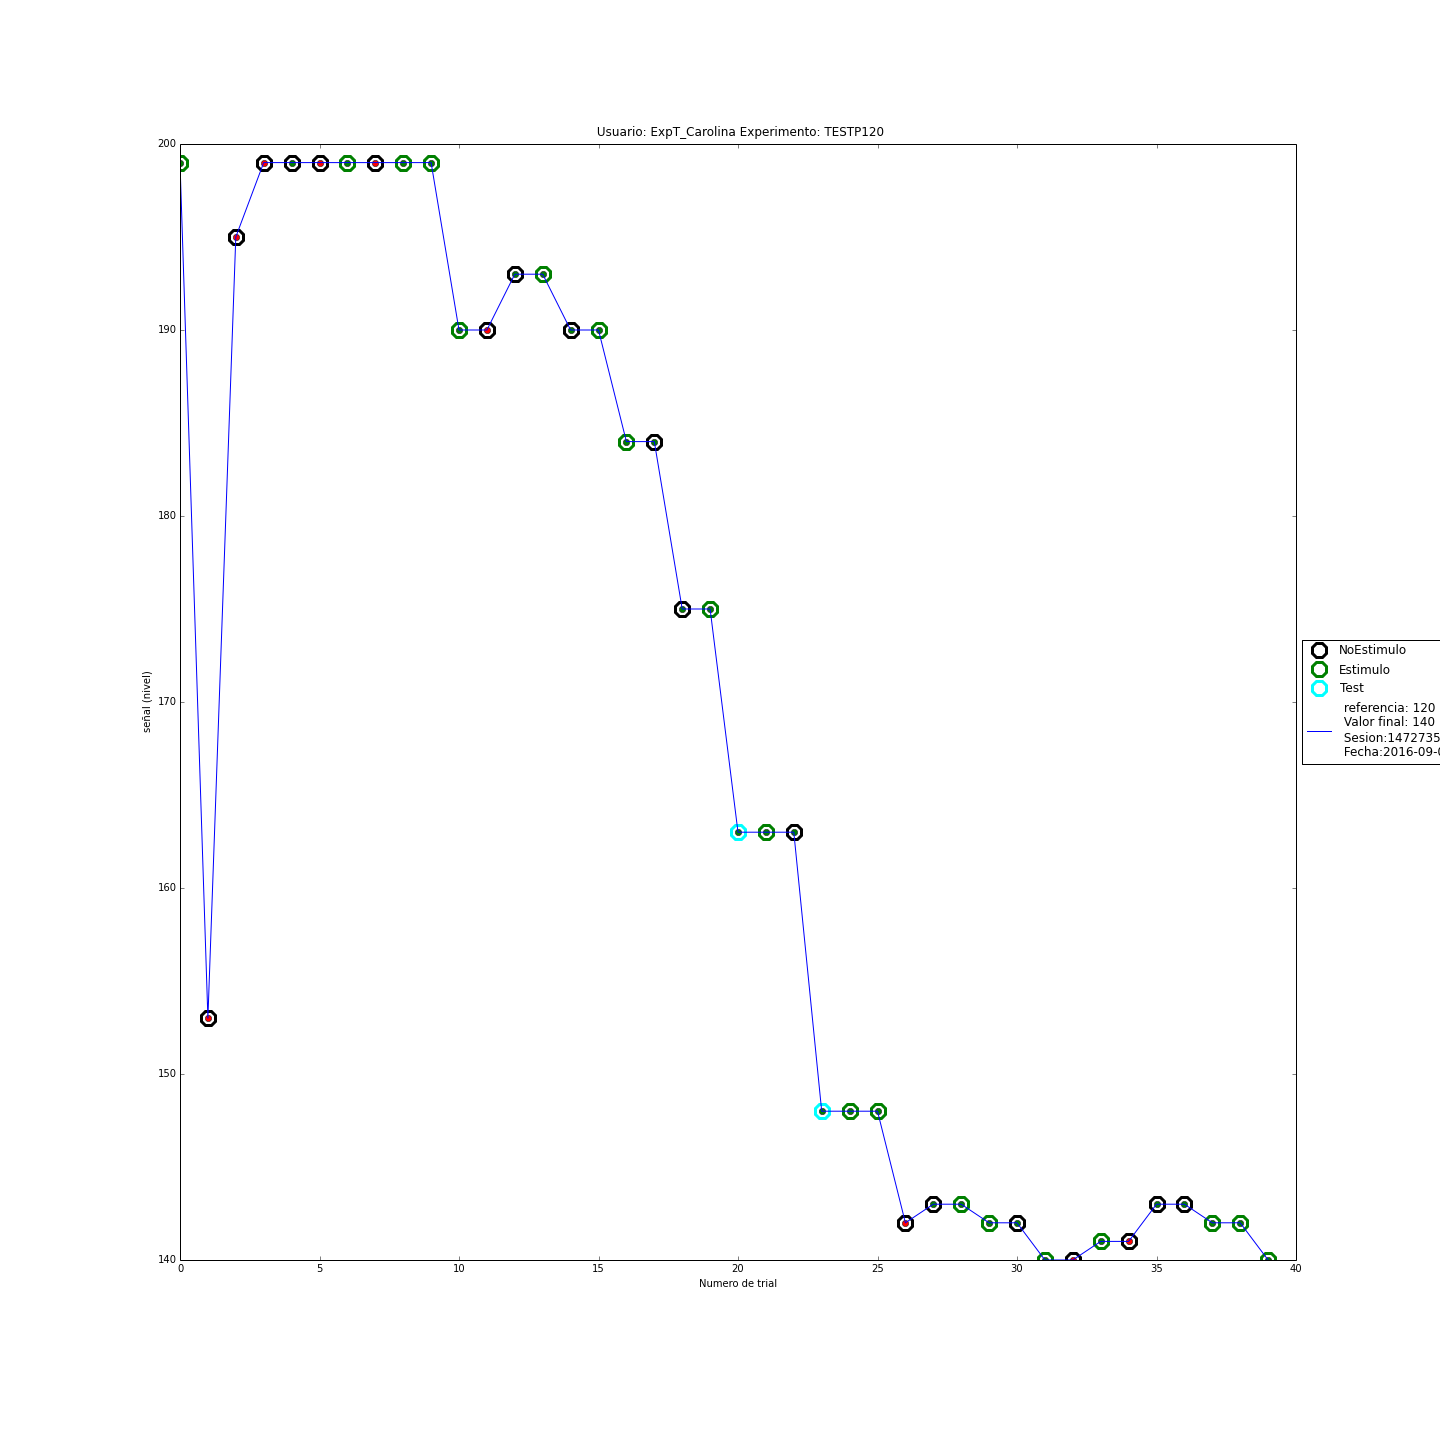 Usuario: ExpT_Carolina Experimento: TESTP120
200
190
180
170
160
150
140
señal (nivel)
0 5 10 15 20 25 30 35 40
Numero de trial
NoEstimulo
Estimulo
Test
referencia: 120
Valor final: 140
Sesion:1472735
Fecha:2016-09-0